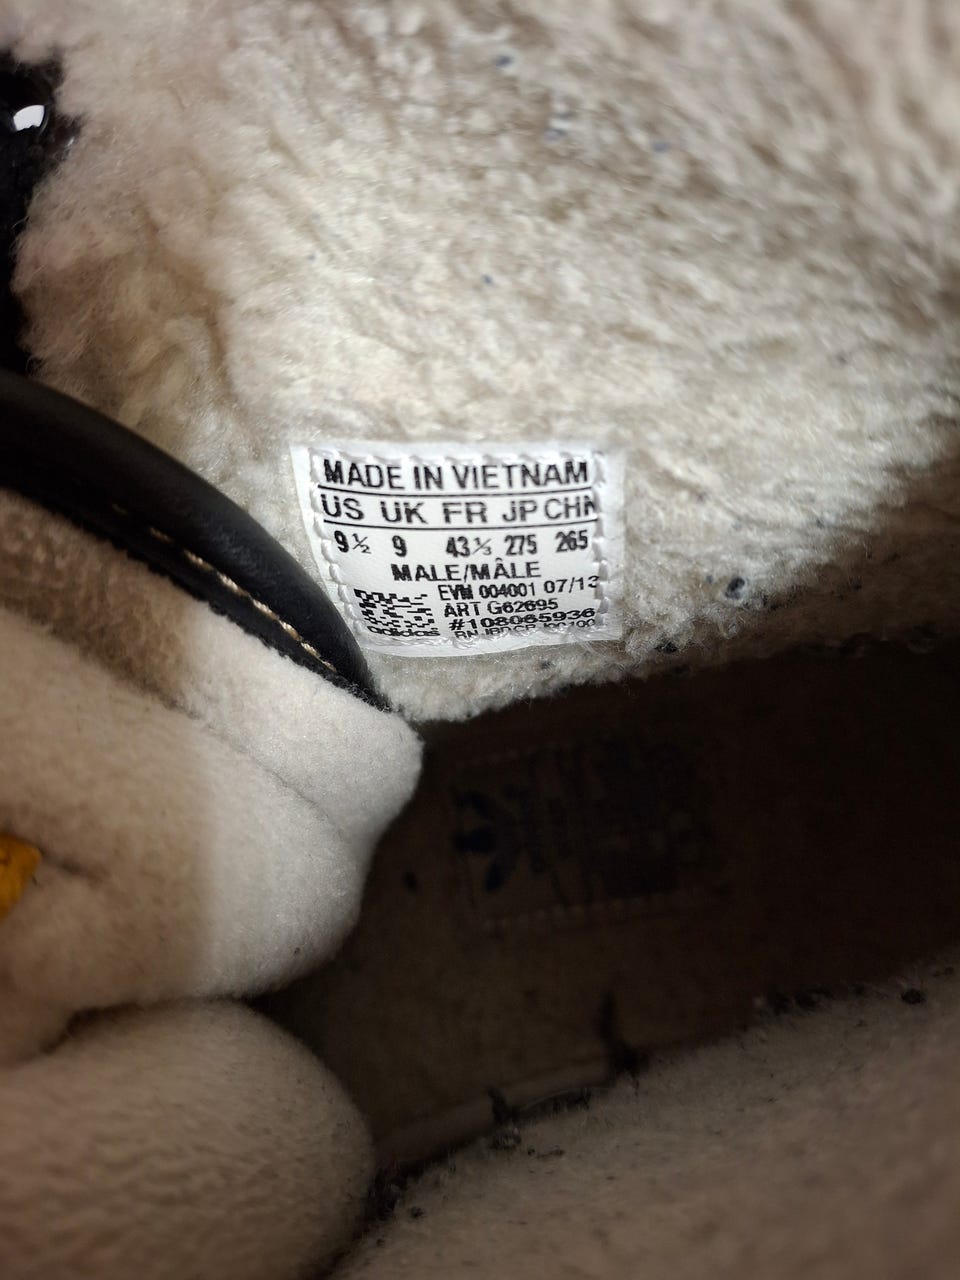 MADE IN VIETNAM
US UK FR JP CHN
9½ 9 43⅓ 275 265
MALE/MÂLE
EVM 004001 07/13
ART G62695
#108065936
adidas